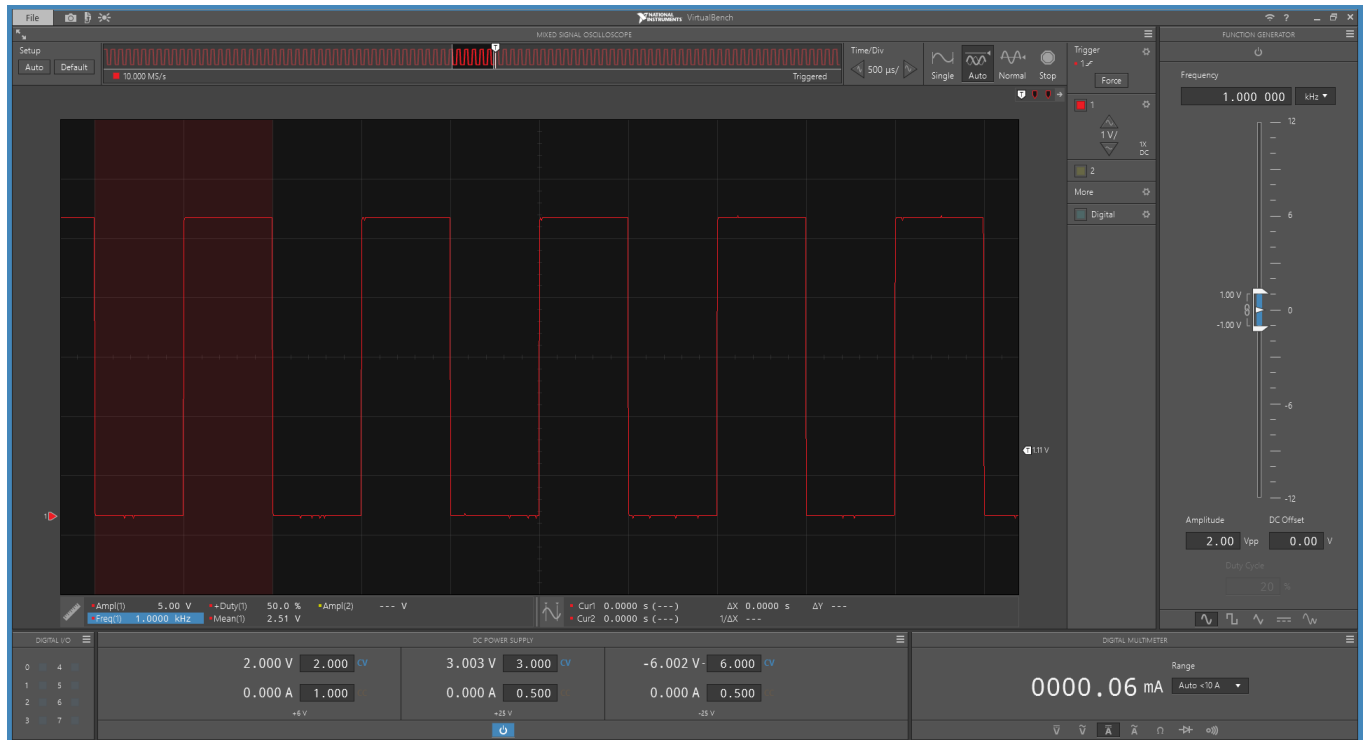 File NATIONAL INSTRUMENTS VirtualBench ?
MIXED SIGNAL OSCILLOSCOPE
FUNCTION GENERATOR
Setup
Auto Default
T
10.000 MS/s Triggered
Time/Div
500 µs/
Single Auto Normal Stop
Trigger
1
Force
T
1
1 V/
1X
DC
2
More
Digital
1
T 1.11 V
Ampl(1) 5.00 V +Duty(1) 50.0 % Ampl(2) --- V
Freq(1) 1.0000 kHz Mean(1) 2.51 V
Cur1 0.0000 s (---) ΔX 0.0000 s ΔY ---
Cur2 0.0000 s (---) 1/ΔX ---
Frequency
1.000 000 kHz
12
6
1.00 V
0
-1.00 V
-6
-12
Amplitude DC Offset
2.00 Vpp 0.00 V
Duty Cycle
20 %
DIGITAL I/O
0 4
1 5
2 6
3 7
DC POWER SUPPLY
2.000 V 2.000 CV
0.000 A 1.000
+6 V
3.003 V 3.000 CV
0.000 A 0.500
+25 V
-6.002 V - 6.000 CV
0.000 A 0.500
-25 V
DIGITAL MULTIMETER
0000.06 mA
Range
Auto <10 A
V V A A Ω